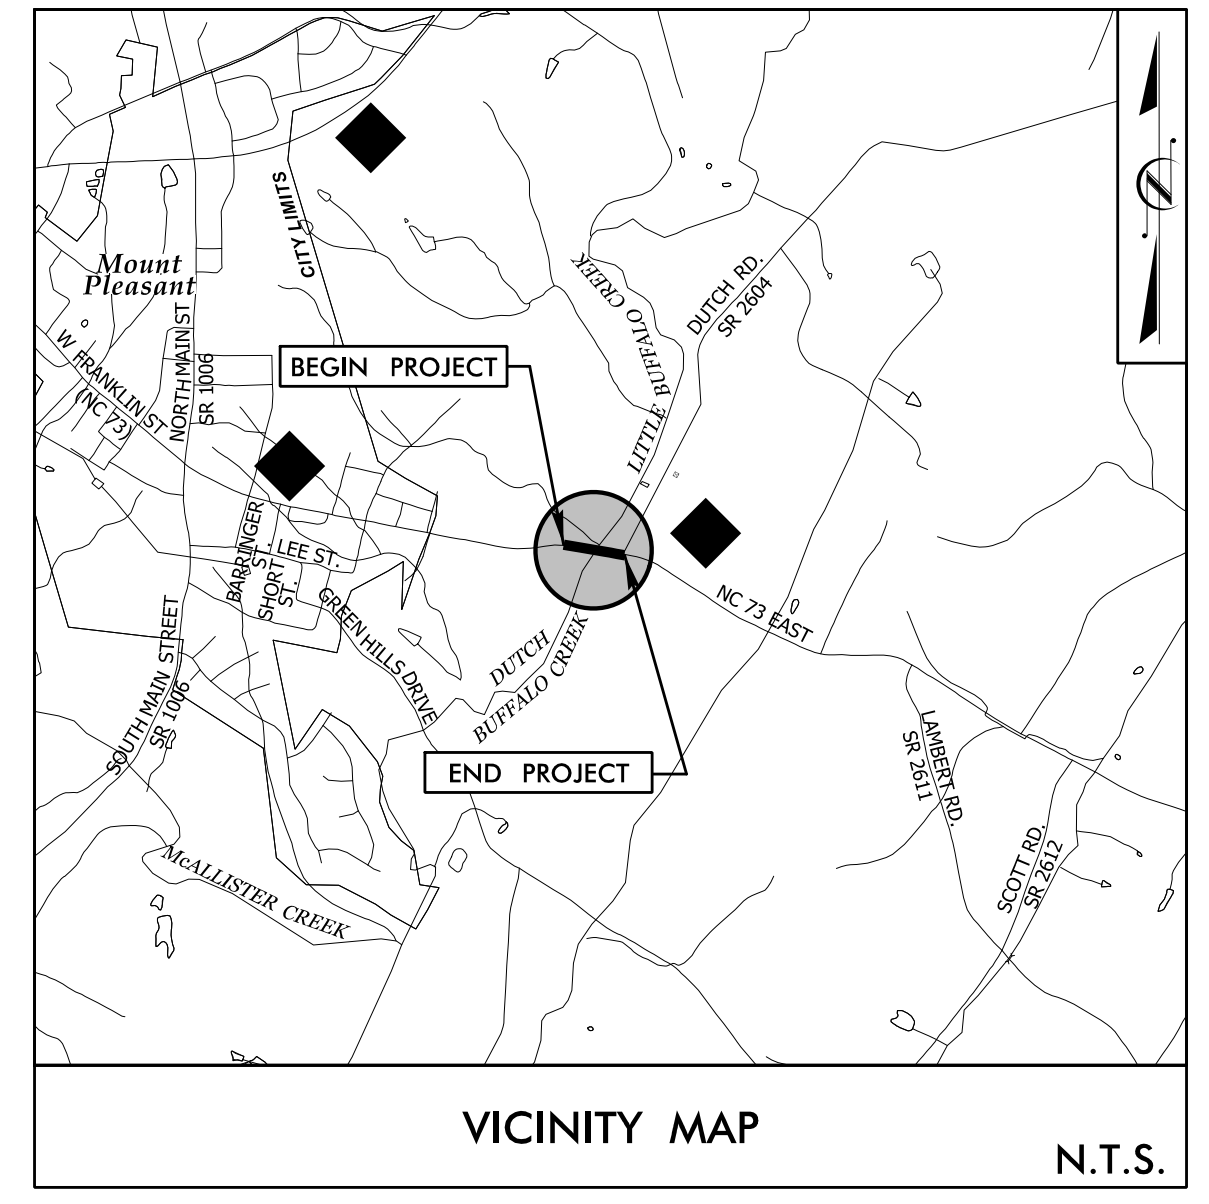 CITY LIMITS
Mount
Pleasant
LITTLE BUFFALO CREEK
DUTCH RD.
SR 2604
W FRANKLIN ST
(NC 73)
NORTH MAIN ST
SR 1006
BEGIN PROJECT
BARRINGER
ST.
LEE ST.
SHORT
ST.
GREEN HILLS DRIVE
NC 73 EAST
SOUTH MAIN STREET
SR 1006
DUTCH
BUFFALO CREEK
LAMBERT RD.
SR 2611
END PROJECT
SCOTT RD.
SR 2612
McALLISTER CREEK
VICINITY MAP
N.T.S.
N